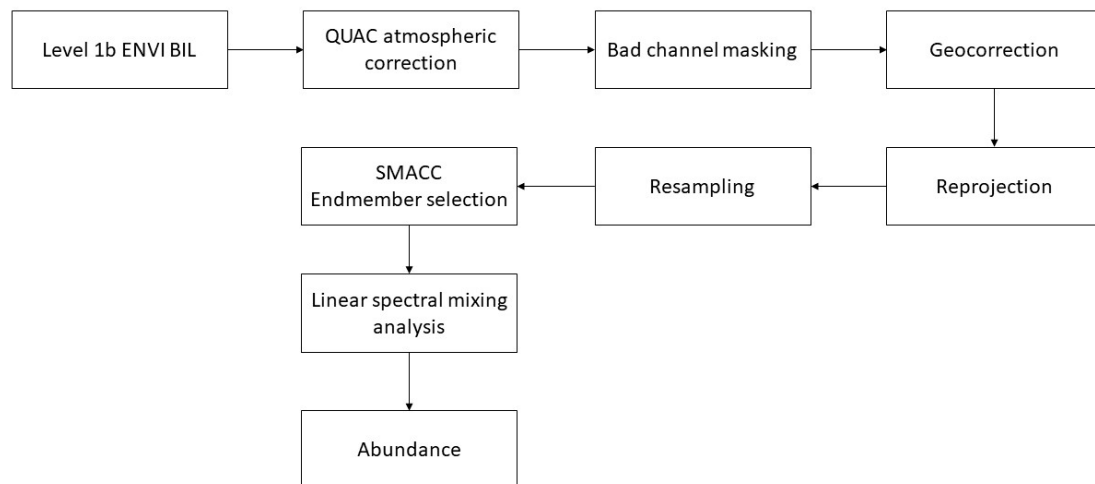 Level 1b ENVI BIL
QUAC atmospheric
correction
Bad channel masking
Geocorrection
Reprojection
Resampling
SMACC
Endmember selection
Linear spectral mixing
analysis
Abundance